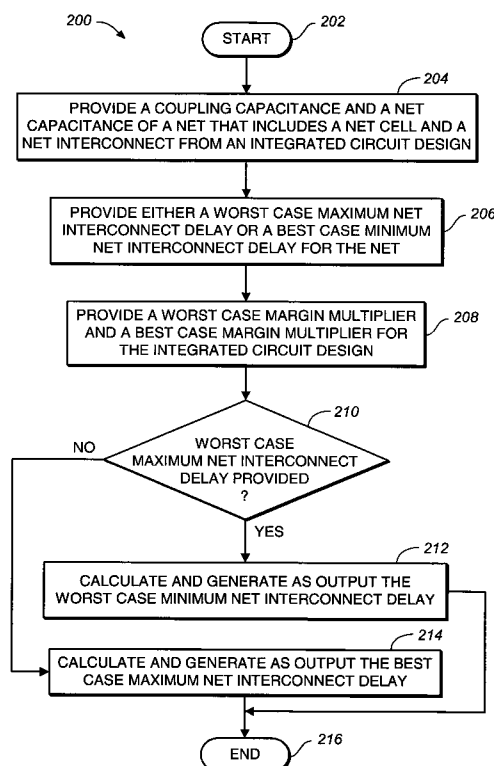 200
START
202
204
PROVIDE A COUPLING CAPACITANCE AND A NET
CAPACITANCE OF A NET THAT INCLUDES A NET CELL AND A
NET INTERCONNECT FROM AN INTEGRATED CIRCUIT DESIGN
PROVIDE EITHER A WORST CASE MAXIMUM NET
INTERCONNECT DELAY OR A BEST CASE MINIMUM
NET INTERCONNECT DELAY FOR THE NET
206
PROVIDE A WORST CASE MARGIN MULTIPLIER
AND A BEST CASE MARGIN MULTIPLIER FOR
THE INTEGRATED CIRCUIT DESIGN
208
210
NO
WORST CASE
MAXIMUM NET INTERCONNECT
DELAY PROVIDED
?
YES
212
CALCULATE AND GENERATE AS OUTPUT THE
WORST CASE MINIMUM NET INTERCONNECT DELAY
214
CALCULATE AND GENERATE AS OUTPUT THE BEST
CASE MAXIMUM NET INTERCONNECT DELAY
END
216